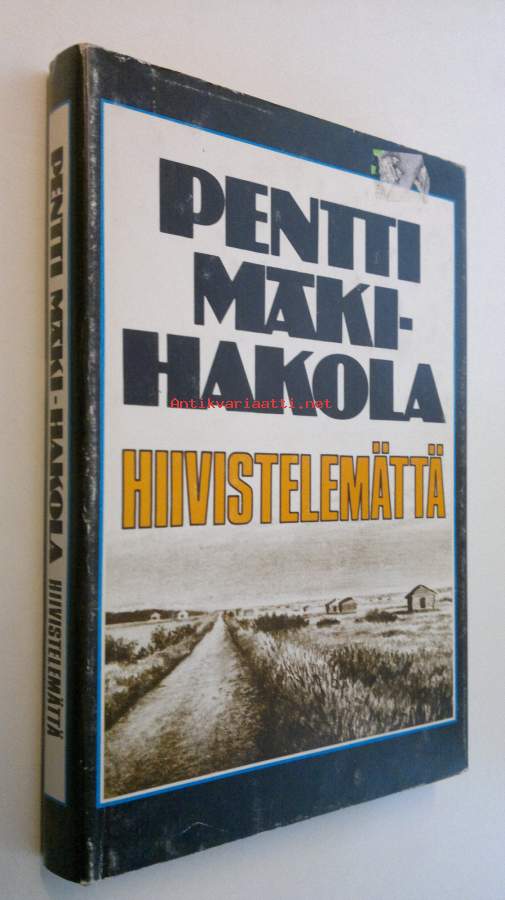 PENTTI
MÄKI-
HAKOLA
Antikvariaatti.net
HIIVISTELEMÄTTÄ
PENTTI MÄKI-HAKOLA HIIVISTELEMÄTTÄ